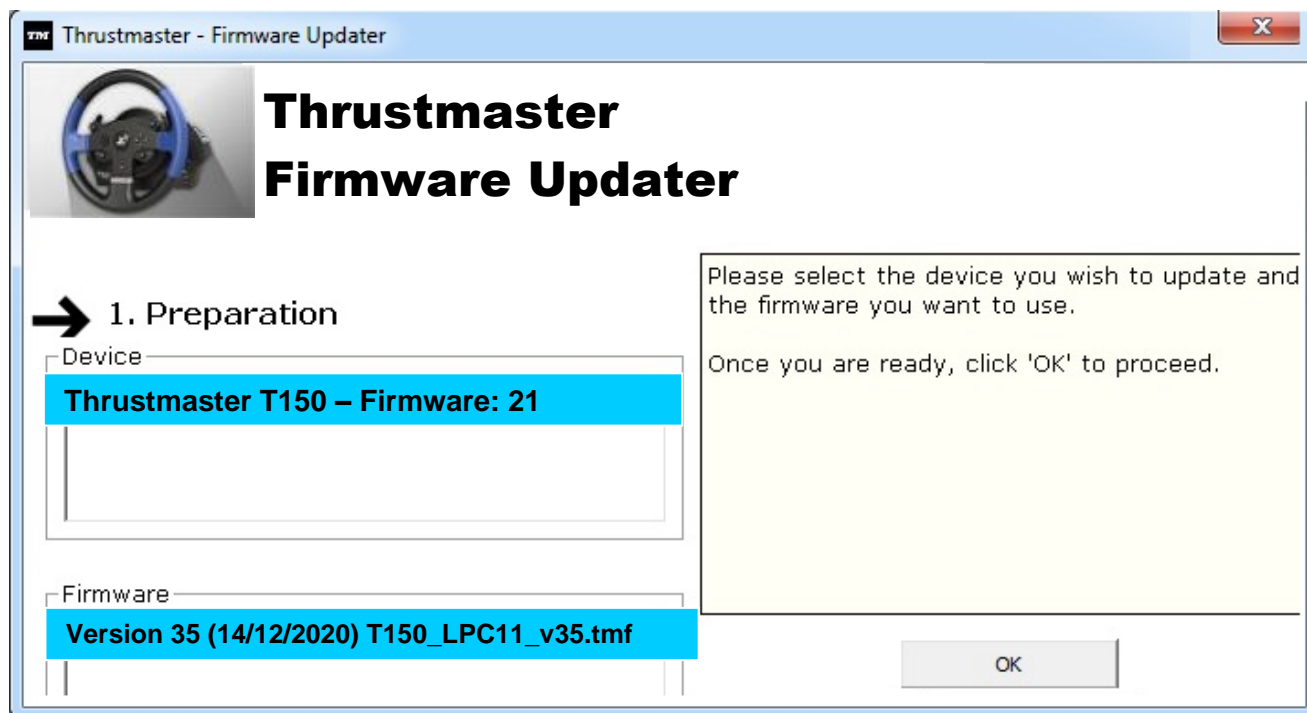 TM Thrustmaster - Firmware Updater
Thrustmaster
Firmware Updater
1. Preparation
Device
Thrustmaster T150 – Firmware: 21
Firmware
Version 35 (14/12/2020) T150_LPC11_v35.tmf
Please select the device you wish to update and
the firmware you want to use.
Once you are ready, click 'OK' to proceed.
OK